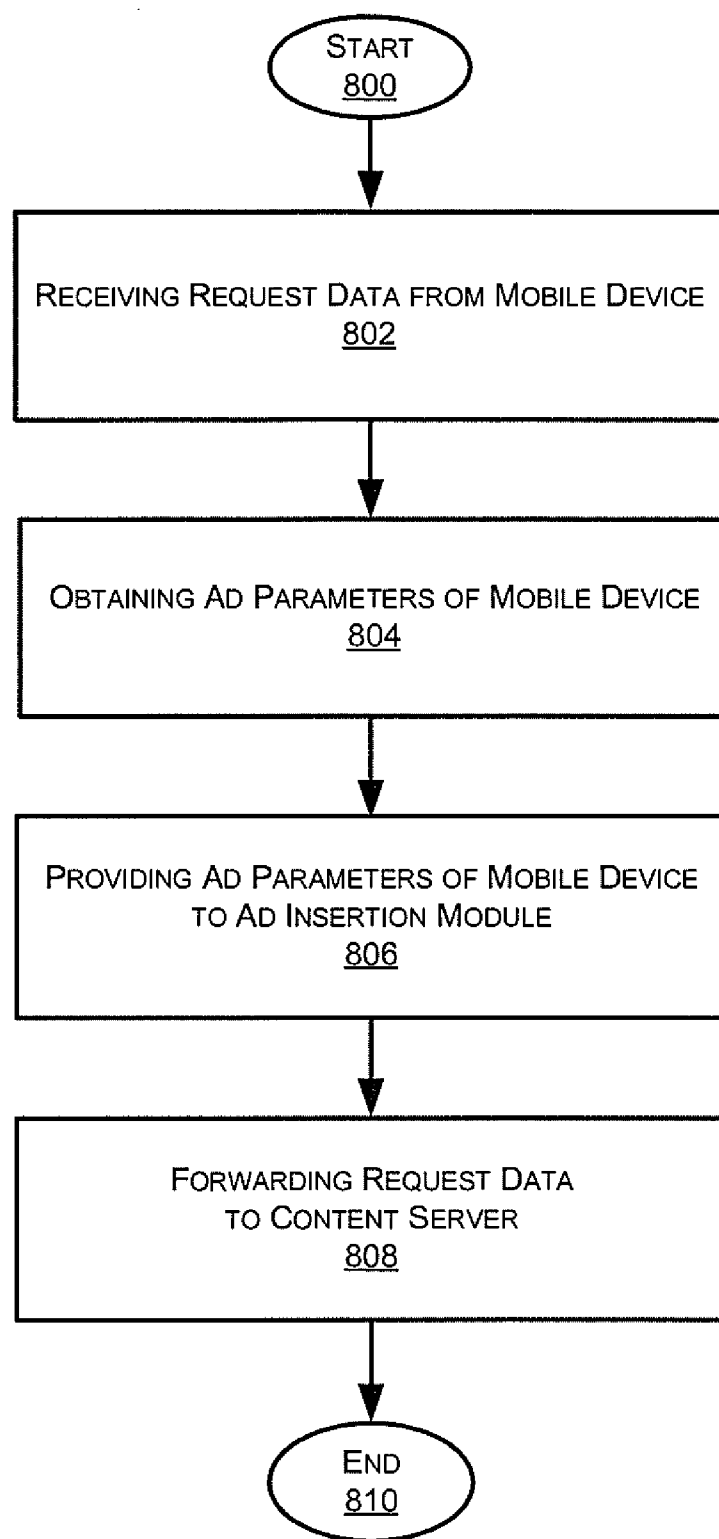 START
800
RECEIVING REQUEST DATA FROM MOBILE DEVICE
802
OBTAINING AD PARAMETERS OF MOBILE DEVICE
804
PROVIDING AD PARAMETERS OF MOBILE DEVICE
TO AD INSERTION MODULE
806
FORWARDING REQUEST DATA
TO CONTENT SERVER
808
END
810